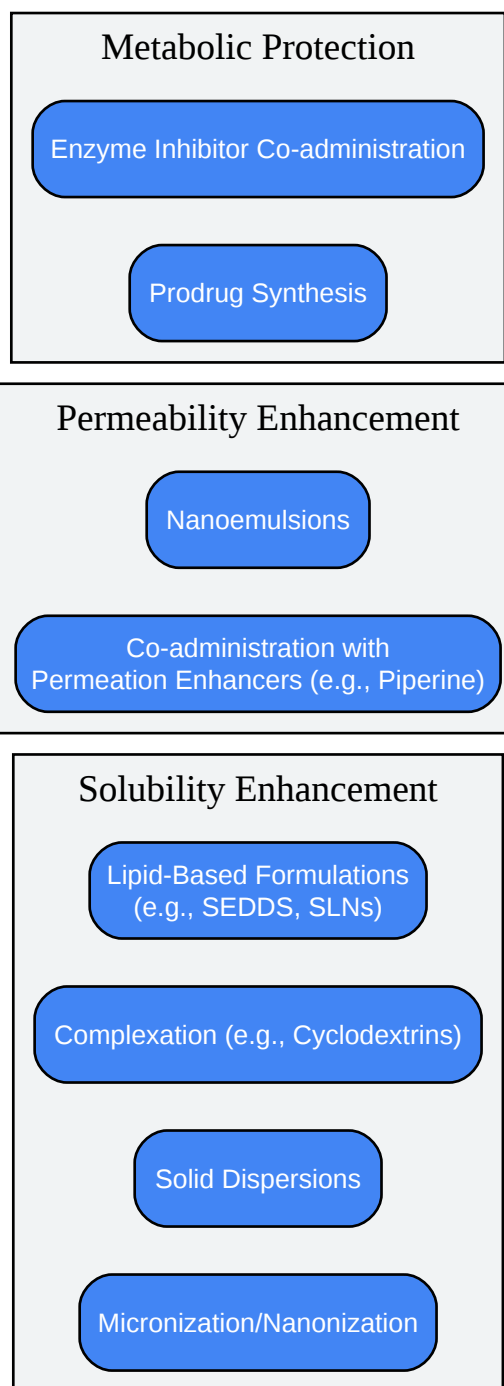 Metabolic Protection
Enzyme Inhibitor Co-administration
Prodrug Synthesis
Permeability Enhancement
Nanoemulsions
Co-administration with
Permeation Enhancers (e.g., Piperine)
Solubility Enhancement
Lipid-Based Formulations
(e.g., SEDDS, SLNs)
Complexation (e.g., Cyclodextrins)
Solid Dispersions
Micronization/Nanonization